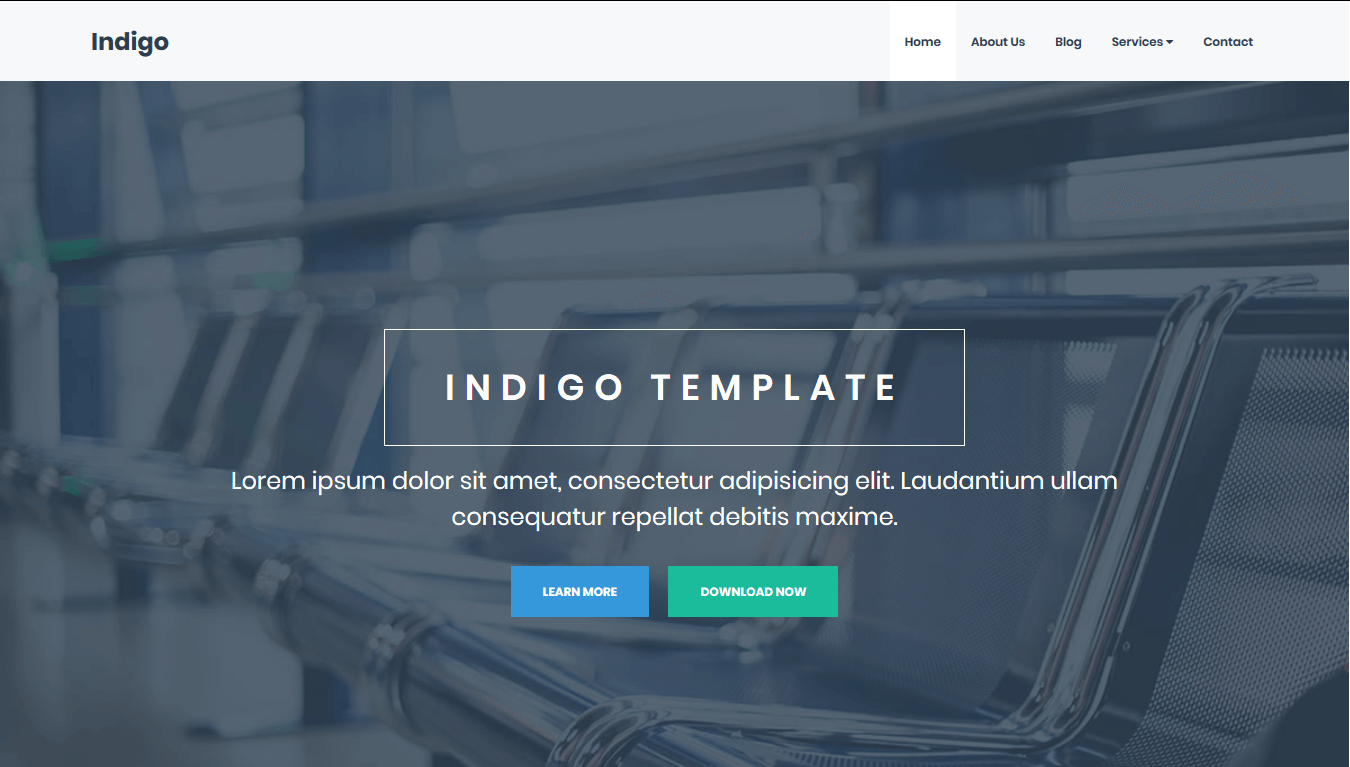 Indigo
Home About Us Blog Services Contact
INDIGO TEMPLATE
Lorem ipsum dolor sit amet, consectetur adipisicing elit. Laudantium ullam
consequatur repellat debitis maxime.
LEARN MORE DOWNLOAD NOW